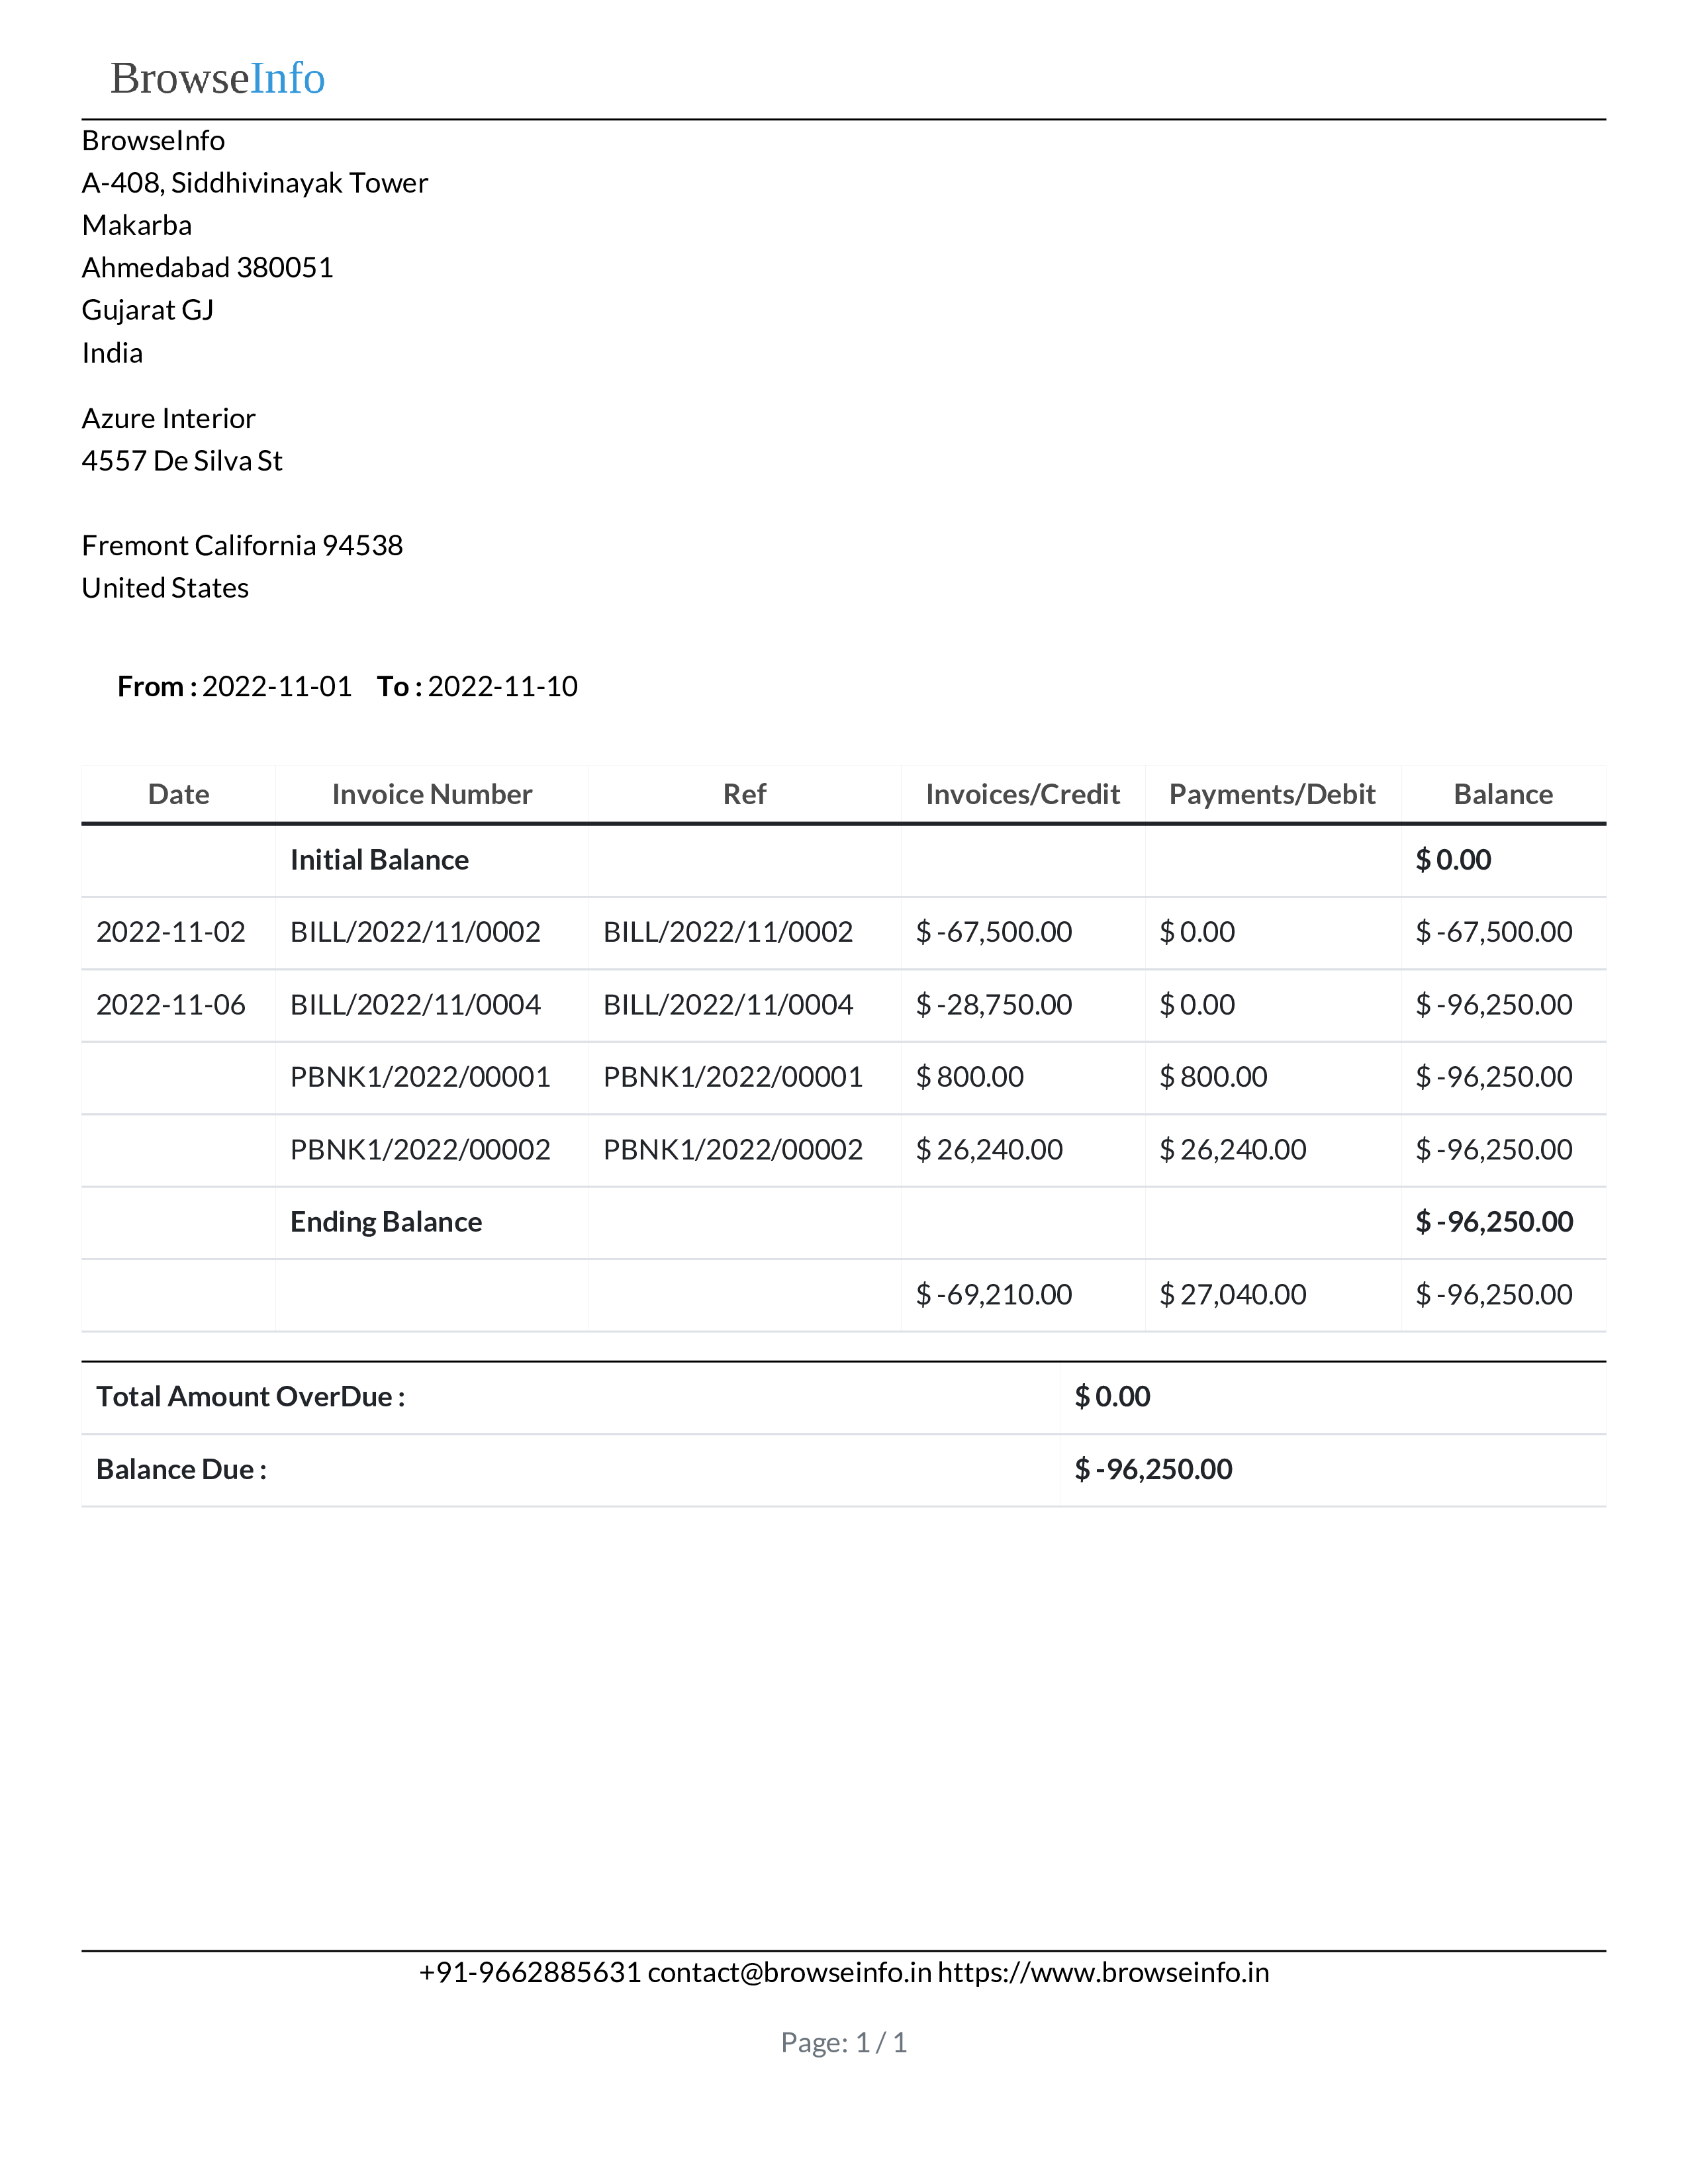 BrowseInfo
BrowseInfo
A-408, Siddhivinayak Tower
Makarba
Ahmedabad 380051
Gujarat GJ
India
Azure Interior
4557 De Silva St
Fremont California 94538
United States
From : 2022-11-01 To : 2022-11-10
Date Invoice Number Ref Invoices/Credit Payments/Debit Balance
Initial Balance $ 0.00
2022-11-02 BILL/2022/11/0002 BILL/2022/11/0002 $ -67,500.00 $ 0.00 $ -67,500.00
2022-11-06 BILL/2022/11/0004 BILL/2022/11/0004 $ -28,750.00 $ 0.00 $ -96,250.00
PBNK1/2022/00001 PBNK1/2022/00001 $ 800.00 $ 800.00 $ -96,250.00
PBNK1/2022/00002 PBNK1/2022/00002 $ 26,240.00 $ 26,240.00 $ -96,250.00
Ending Balance $ -96,250.00
$ -69,210.00 $ 27,040.00 $ -96,250.00
Total Amount OverDue : $ 0.00
Balance Due : $ -96,250.00
+91-9662885631 contact@browseinfo.in https://www.browseinfo.in
Page: 1 / 1